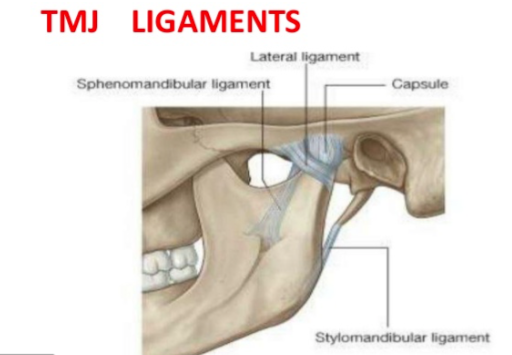 TMJ LIGAMENTS
Lateral ligament
Sphenomandibular ligament
Capsule
Stylomandibular ligament